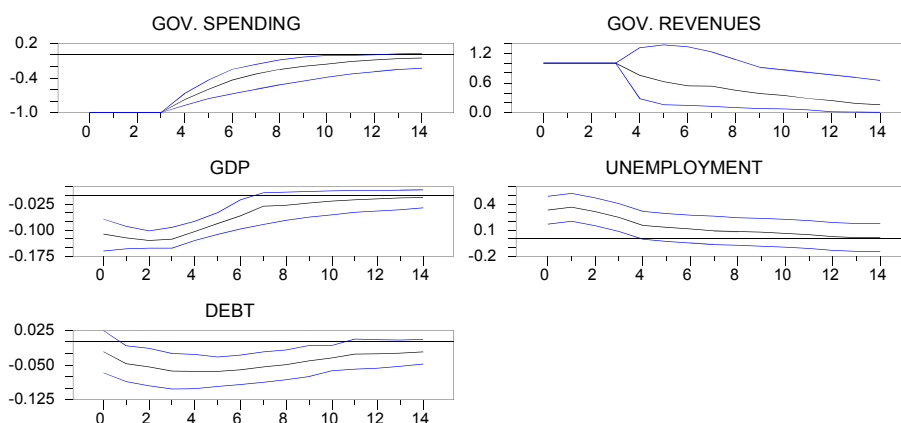 GOV. SPENDING
0.2
-0.4
-1.0
0 2 4 6 8 10 12 14
GOV. REVENUES
1.2
0.6
0.0
0 2 4 6 8 10 12 14
GDP
-0.025
-0.100
-0.175
0 2 4 6 8 10 12 14
UNEMPLOYMENT
0.4
0.1
-0.2
0 2 4 6 8 10 12 14
DEBT
0.025
-0.050
-0.125
0 2 4 6 8 10 12 14